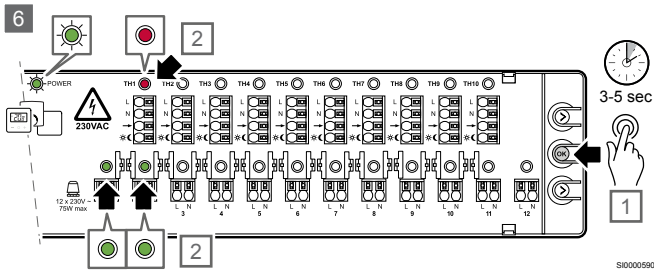 6
2
POWER
TH1 TH2 TH3 TH4 TH5 TH6 TH7 TH8 TH9 TH10
3-5 sec
L L L L L L L L L L
N N N N N N N N N N
230VAC
OK
1
12 x 230V ~
75W max
L N L N L N L N L N L N L N L N L N L N
3 4 5 6 7 8 9 10 11 12
2
SI0000590